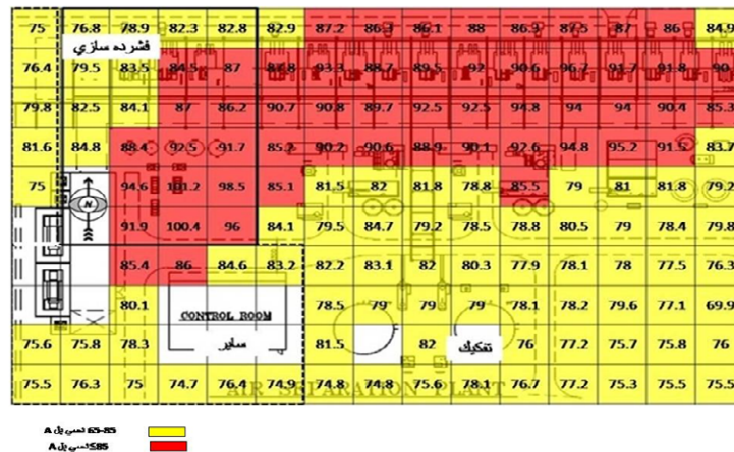 75 76.8 78.9 82.3 82.8 82.9 87.2 86.3 86.1 88 86.9 87.5 87 86 84.9
فشرده سازي
76.4 79.5 83.5 84.5 87 87.8 93.3 88.7 89.5 92 90.6 96.7 91.7 91.8 90
79.8 82.5 84.1 87 86.2 90.7 90.8 89.7 92.5 92.5 94.8 94 94 90.4 85.3
81.6 84.8 88.4 92.5 91.7 85.2 90.2 90.6 88.9 90.1 92.6 94.8 95.2 91.5 83.7
75 94.6 101.2 98.5 85.1 81.5 82 81.8 78.8 85.5 79 81 81.8 79.2
N
91.9 100.4 96 84.1 79.5 84.7 79.2 78.5 78.8 80.5 79 78.4 79.8
85.4 86 84.6 83.2 82.2 83.1 82 80.3 77.9 78.1 78 77.5 76.3
80.1 78.5 79 79 79 78.1 78.2 79.6 77.1 69.9
CONTROL ROOM
75.6 75.8 78.3 ساير 81.5 82 تفكيك 76 77.2 75.7 75.8 76
75.5 76.3 75 74.7 76.4 74.9 74.8 74.8 75.6 78.1 76.7 77.2 75.3 75.5 75.5
AIR SEPARATION PLANT
65-85 دسي بل A
≥85 دسي بل A